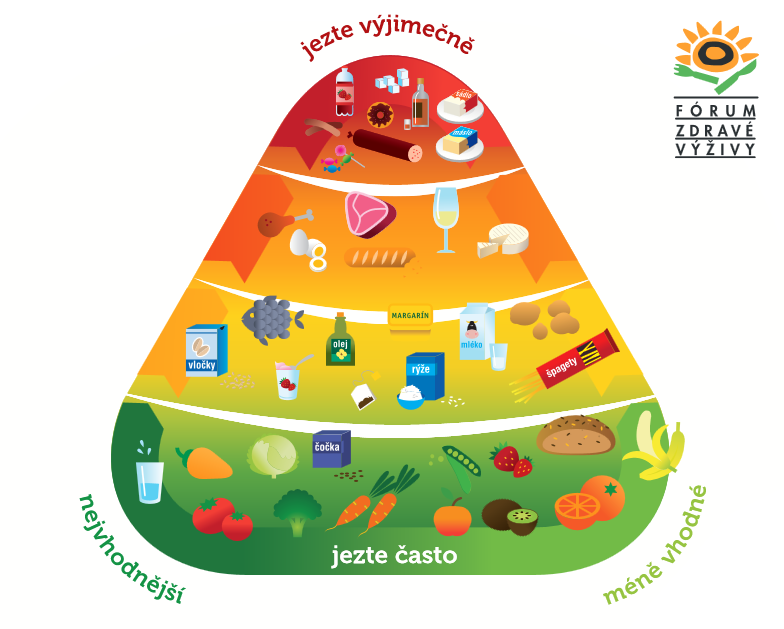 jezte výjimečně
FÓRUM
ZDRAVÉ
VÝŽIVY
sádlo
máslo
MARGARÍN
olej
mléko
vločky
rýže
špagety
čočka
nejvhodnější
jezte často
méně vhodné